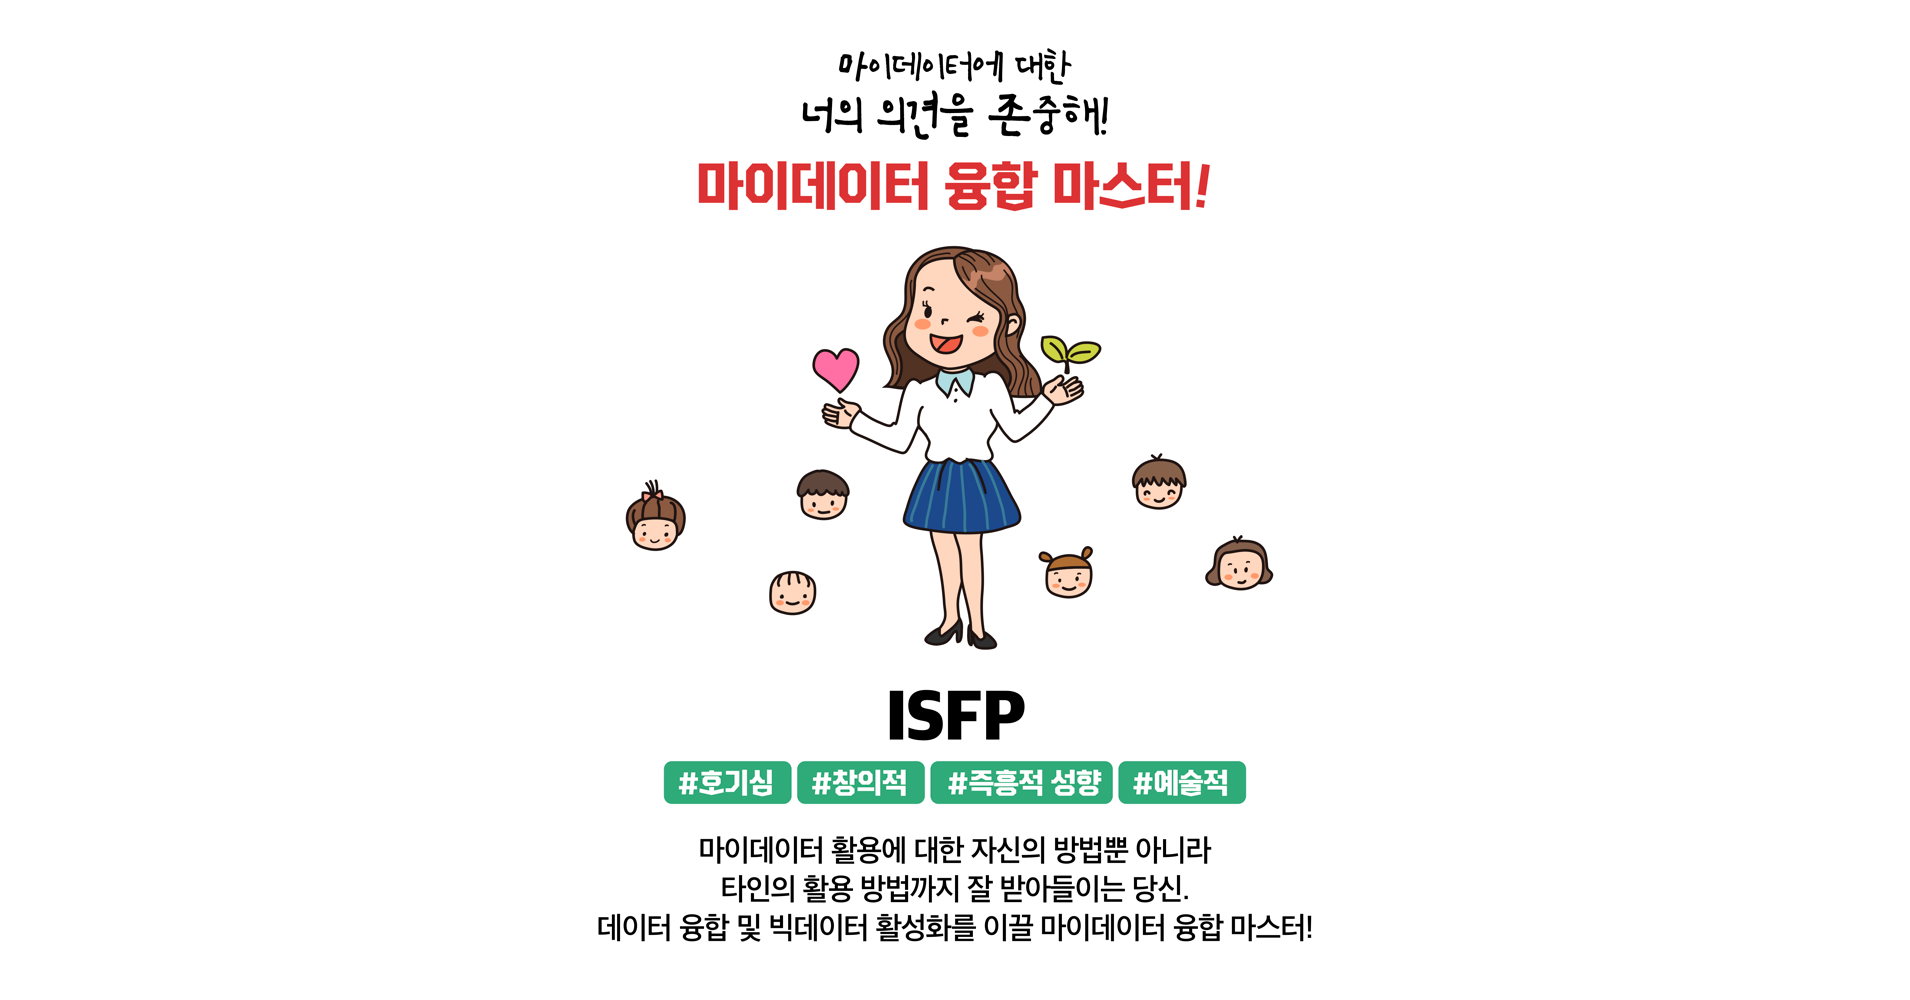 마이데이터에 대한
너의 의견을 존중해!
마이데이터 융합 마스터!
ISFP
#호기심 #창의적 #즉흥적 성향 #예술적
마이데이터 활용에 대한 자신의 방법뿐 아니라
타인의 활용 방법까지 잘 받아들이는 당신.
데이터 융합 및 빅데이터 활성화를 이끌 마이데이터 융합 마스터!